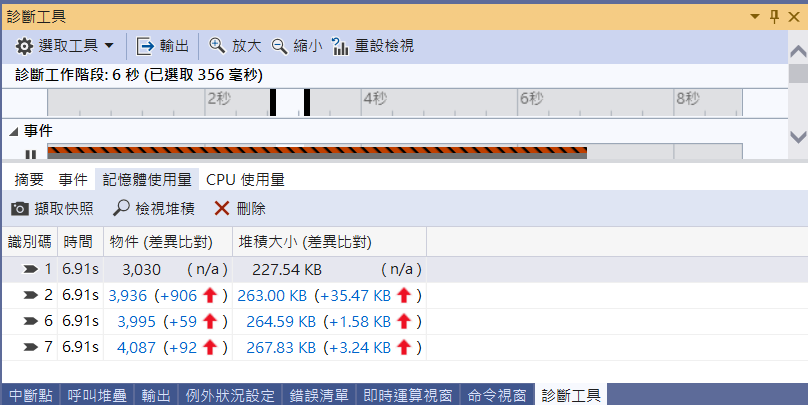 診斷工具
選取工具 輸出 放大 縮小 重設檢視
診斷工作階段: 6 秒 (已選取 356 毫秒)
2秒 4秒 6秒 8秒
事件
摘要 事件 記憶體使用量 CPU 使用量
擷取快照 檢視堆積 刪除
識別碼 時間 物件 (差異比對) 堆積大小 (差異比對)
1 6.91s 3,030 (n/a) 227.54 KB (n/a)
2 6.91s 3,936 (+906 ) 263.00 KB (+35.47 KB )
6 6.91s 3,995 (+59 ) 264.59 KB (+1.58 KB )
7 6.91s 4,087 (+92 ) 267.83 KB (+3.24 KB )
中斷點 呼叫堆疊 輸出 例外狀況設定 錯誤清單 即時運算視窗 命令視窗 診斷工具